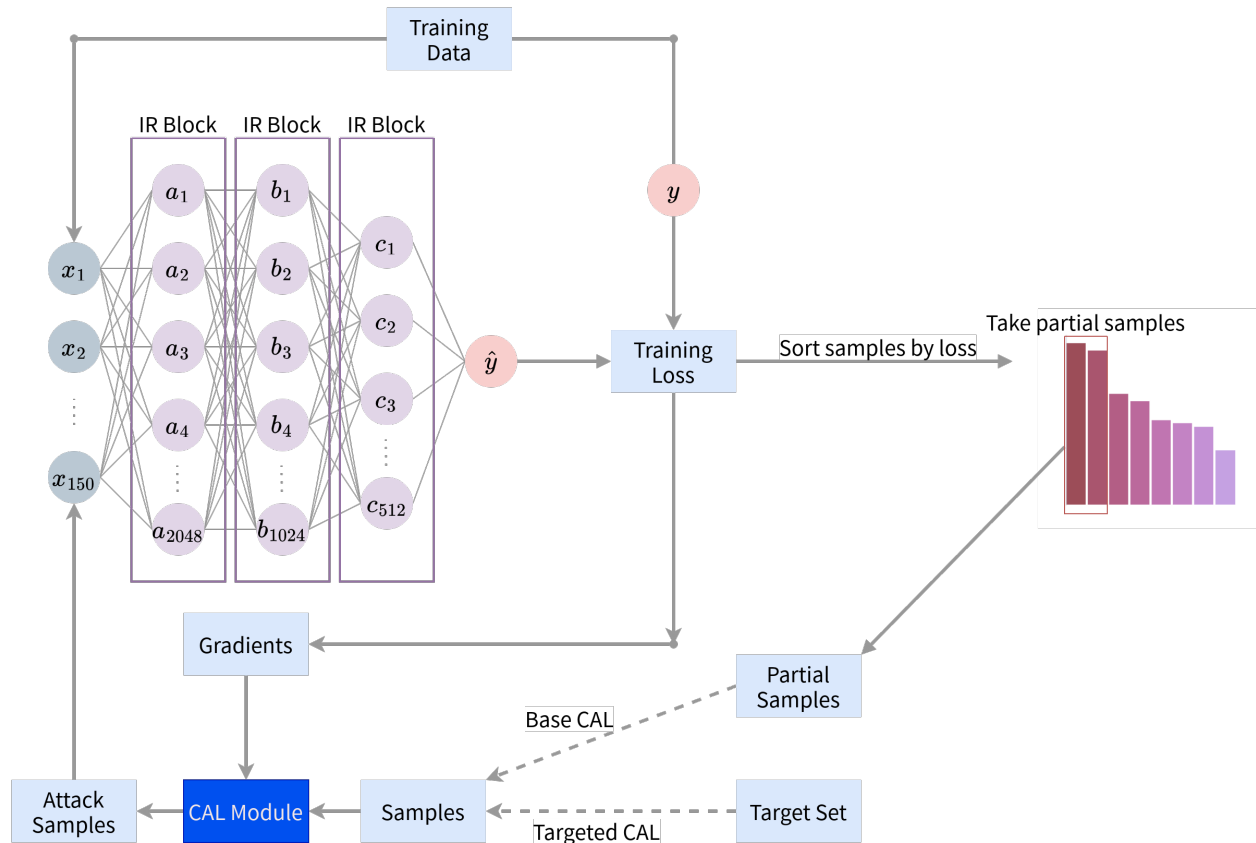 Training
Data
IR Block
IR Block
IR Block
a₁
b₁
y
c₁
x₁
a₂
b₂
Take partial samples
c₂
x₂
a₃
b₃
ŷ
Training
Loss
Sort samples by loss
c₃
a₄
b₄
x₁₅₀
c₅₁₂
a₂₀₄₈
b₁₀₂₄
Gradients
Partial
Samples
Base CAL
Attack
Samples
CAL Module
Samples
Target Set
Targeted CAL